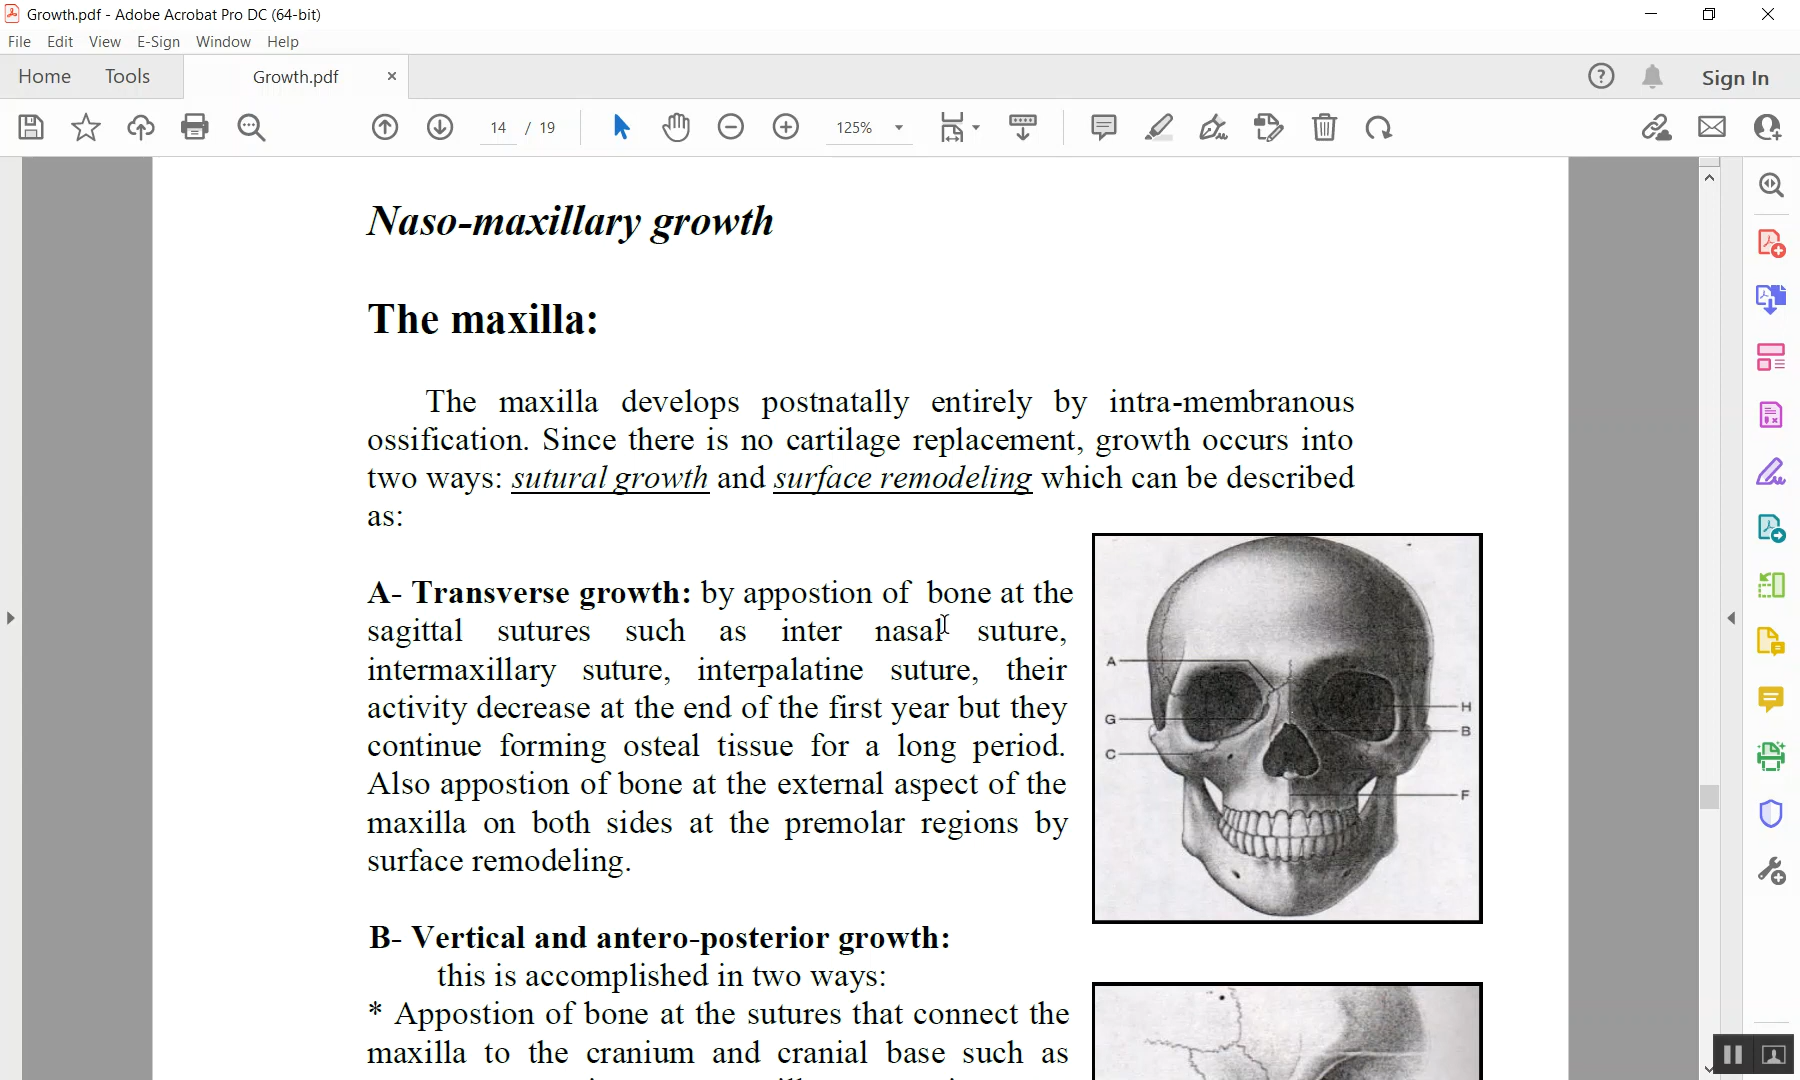 Growth.pdf - Adobe Acrobat Pro DC (64-bit)
File Edit View E-Sign Window Help
Home Tools Growth.pdf × Sign In
14 / 19 125%
Naso-maxillary growth
The maxilla:
The maxilla develops postnatally entirely by intra-membranous
ossification. Since there is no cartilage replacement, growth occurs into
two ways: sutural growth and surface remodeling which can be described
as:
A- Transverse growth: by appostion of bone at the
sagittal sutures such as inter nasal suture,
intermaxillary suture, interpalatine suture, their
activity decrease at the end of the first year but they
continue forming osteal tissue for a long period.
Also appostion of bone at the external aspect of the
maxilla on both sides at the premolar regions by
surface remodeling.
A
G
C
H
B
F
B- Vertical and antero-posterior growth:
this is accomplished in two ways:
* Appostion of bone at the sutures that connect the
maxilla to the cranium and cranial base such as